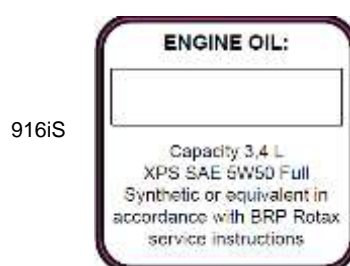 916iS
ENGINE OIL:
Capacity 3,4 L
XPS SAE 5W50 Full
Synthetic or equivalent in
accordance with BRP Rotax
service instructions